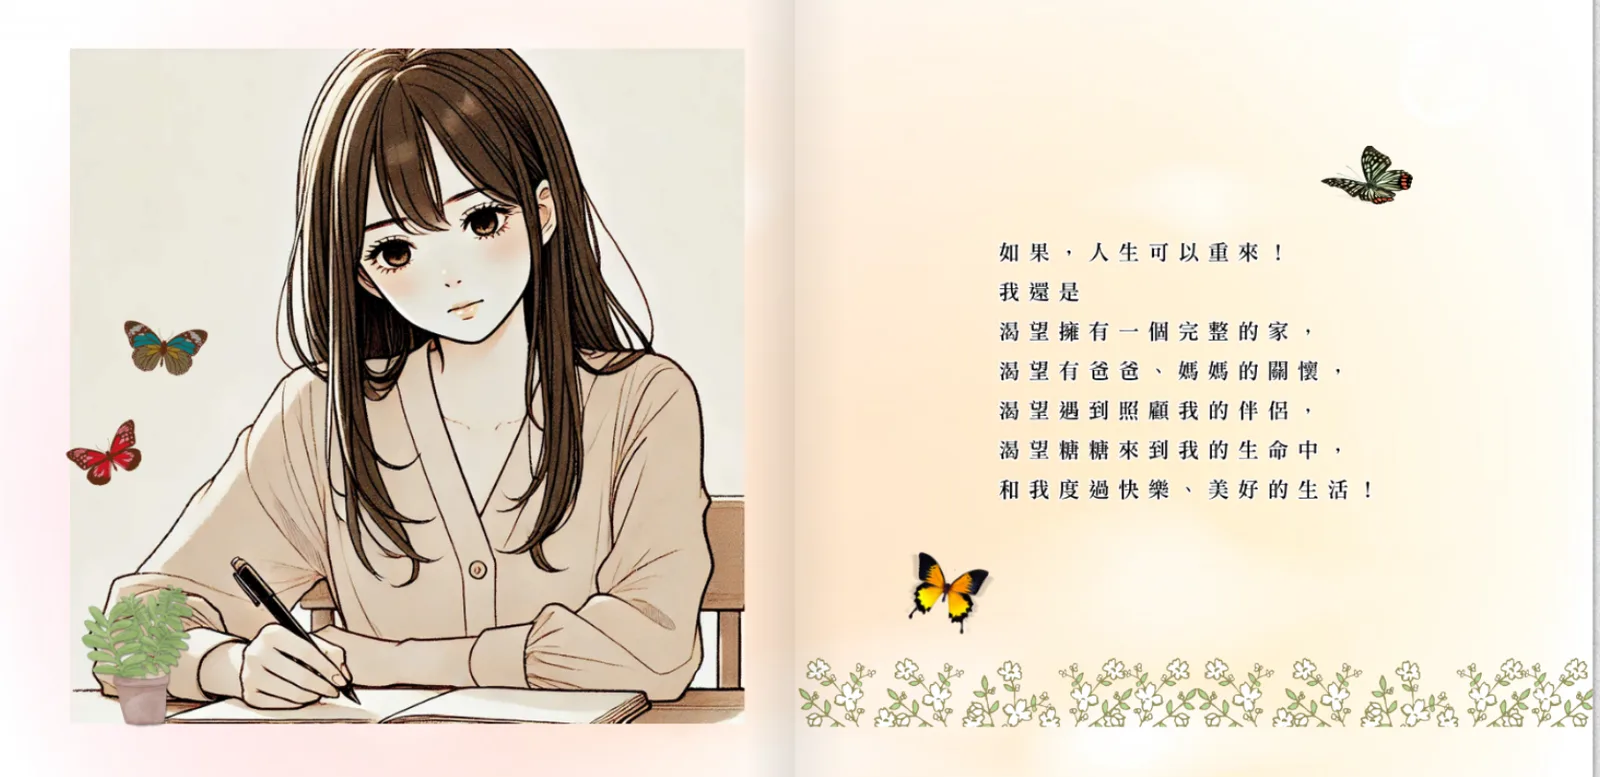 如果，人生可以重來！
我還是
渴望擁有一個完整的家，
渴望有爸爸、媽媽的關懷，
渴望遇到照顧我的伴侶，
渴望糖糖來到我的生命中，
和我度過快樂、美好的生活！